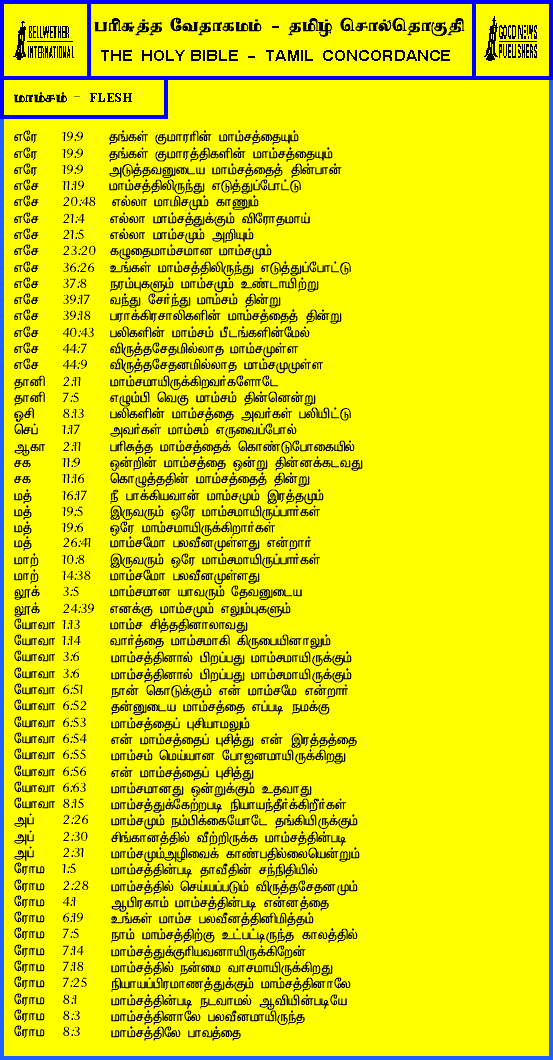 BELLWETHER
INTERNATIONAL
பரிசுத்த வேதாகமம் - தமிழ் சொல்தொகுதி
THE HOLY BIBLE - TAMIL CONCORDANCE
GOOD NEWS
PUBLISHERS
மாம்சம் - FLESH
எரே 19:9 தங்கள் குமாரரின் மாம்சத்தையும்
எரே 19:9 தங்கள் குமாரத்திகளின் மாம்சத்தையும்
எரே 19:9 அடுத்தவனுடைய மாம்சத்தைத் தின்பான்
எசே 11:19 மாம்சத்திலிருந்து எடுத்துப்போட்டு
எசே 20:48 எல்லா மாமிசமும் காணும்
எசே 21:4 எல்லா மாம்சத்துக்கும் விரோதமாய்
எசே 21:5 எல்லா மாம்சமும் அறியும்
எசே 23:20 கழுதைமாம்சமான மாம்சமும்
எசே 36:26 உங்கள் மாம்சத்திலிருந்து எடுத்துப்போட்டு
எசே 37:8 நரம்புகளும் மாம்சமும் உண்டாயிற்று
எசே 39:17 வந்து சேர்ந்து மாம்சம் தின்று
எசே 39:18 பராக்கிரசாலிகளின் மாம்சத்தைத் தின்று
எசே 40:43 பலிகளின் மாம்சம் பீடங்களின்மேல்
எசே 44:7 விருத்தசேதமில்லாத மாம்சமுள்ள
எசே 44:9 விருத்தசேதனமில்லாத மாம்சமுமுள்ள
தானி 2:11 மாம்சமாயிருக்கிறவர்களோடே
தானி 7:5 எழும்பி வெகு மாம்சம் தின்னென்று
ஒசி 8:13 பலிகளின் மாம்சத்தை அவர்கள் பலியிட்டு
செப் 1:17 அவர்கள் மாம்சம் எருவைப்போல்
ஆகா 2:11 பரிசுத்த மாம்சத்தைக் கொண்டுபோகையில்
சக 11:9 ஒன்றின் மாம்சத்தை ஒன்று தின்னக்கடவது
சக 11:16 கொழுத்ததின் மாம்சத்தைத் தின்று
மத் 16:17 நீ பாக்கியவான் மாம்சமும் இரத்தமும்
மத் 19:5 இருவரும் ஒரே மாம்சமாயிருப்பார்கள்
மத் 19:6 ஒரே மாம்சமாயிருக்கிறார்கள்
மத் 26:41 மாம்சமோ பலவீனமுள்ளது என்றார்
மாற் 10:8 இருவரும் ஒரே மாம்சமாயிருப்பார்கள்
மாற் 14:38 மாம்சமோ பலவீனமுள்ளது
லூக் 3:5 மாம்சமான யாவரும் தேவனுடைய
லூக் 24:39 எனக்கு மாம்சமும் எலும்புகளும்
யோவா 1:13 மாம்ச சித்ததினாலாவது
யோவா 1:14 வார்த்தை மாம்சமாகி கிருபையினாலும்
யோவா 3:6 மாம்சத்தினால் பிறப்பது மாம்சமாயிருக்கும்
யோவா 3:6 மாம்சத்தினால் பிறப்பது மாம்சமாயிருக்கும்
யோவா 6:51 நான் கொடுக்கும் என் மாம்சமே என்றார்
யோவா 6:52 தன்னுடைய மாம்சத்தை எப்படி நமக்கு
யோவா 6:53 மாம்சத்தைப் புசியாமலும்
யோவா 6:54 என் மாம்சத்தைப் புசித்து என் இரத்தத்தை
யோவா 6:55 மாம்சம் மெய்யான போஜனமாயிருக்கிறது
யோவா 6:56 என் மாம்சத்தைப் புசித்து
யோவா 6:63 மாம்சமானது ஒன்றுக்கும் உதவாது
யோவா 8:15 மாம்சத்துக்கேற்றபடி நியாயந்தீர்க்கிறீர்கள்
அப் 2:26 மாம்சமும் நம்பிக்கையோடே தங்கியிருக்கும்
அப் 2:30 சிங்கானத்தில் வீற்றிருக்க மாம்சத்தின்படி
அப் 2:31 மாம்சமும்அழிவைக் காண்பதில்லையென்றும்
ரோம 1:5 மாம்சத்தின்படி தாவீதின் சந்நிதியில்
ரோம 2:28 மாம்சத்தில் செய்யப்படும் விருத்தசேதனமும்
ரோம 4:1 ஆபிரகாம் மாம்சத்தின்படி என்னத்தை
ரோம 6:19 உங்கள் மாம்ச பலவீனத்தினிமித்தம்
ரோம 7:5 நாம் மாம்சத்திற்கு உட்பட்டிருந்த காலத்தில்
ரோம 7:14 மாம்சத்துக்குரியவனாயிருக்கிறேன்
ரோம 7:18 மாம்சத்தில் நன்மை வாசமாயிருக்கிறது
ரோம 7:25 நியாயப்பிரமாணத்துக்கும் மாம்சத்தினாலே
ரோம 8:1 மாம்சத்தின்படி நடவாமல் ஆவியின்படியே
ரோம 8:3 மாம்சத்தினாலே பலவீனமாயிருந்த
ரோம 8:3 மாம்சத்திலே பாவத்தை